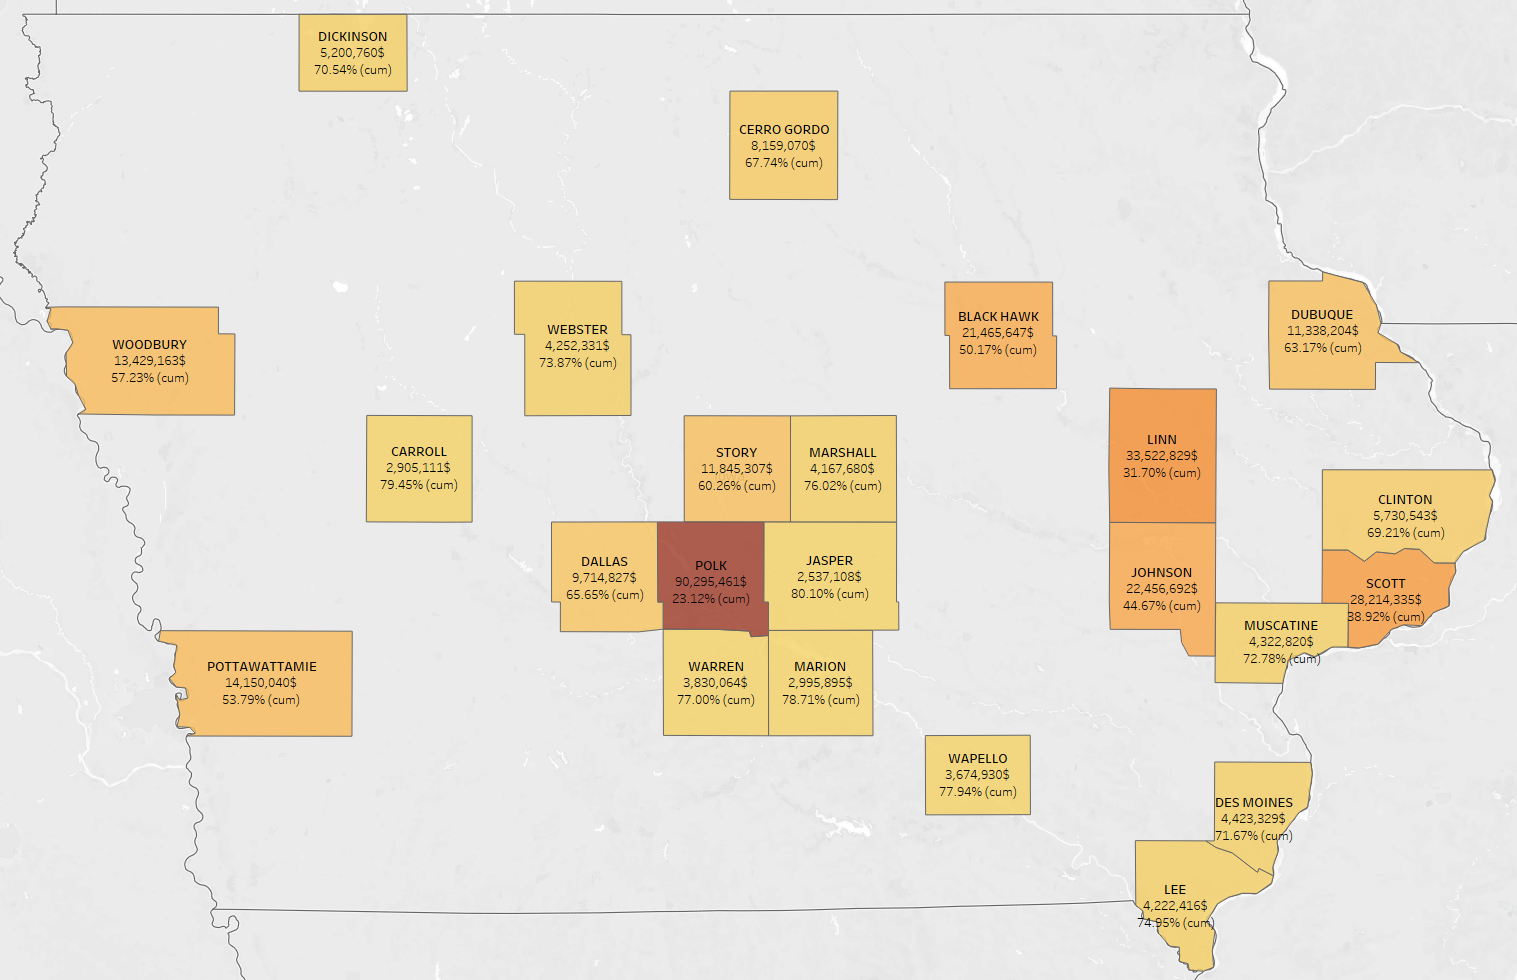 DICKINSON
5,200,760$
70.54% (cum)
CERRO GORDO
8,159,070$
67.74% (cum)
WOODBURY
13,429,163$
57.23% (cum)
WEBSTER
4,252,331$
73.87% (cum)
BLACK HAWK
21,465,647$
50.17% (cum)
DUBUQUE
11,338,204$
63.17% (cum)
CARROLL
2,905,111$
79.45% (cum)
STORY
11,845,307$
60.26% (cum)
MARSHALL
4,167,680$
76.02% (cum)
LINN
33,522,829$
31.70% (cum)
CLINTON
5,730,543$
69.21% (cum)
DALLAS
9,714,827$
65.65% (cum)
POLK
90,295,461$
23.12% (cum)
JASPER
2,537,108$
80.10% (cum)
JOHNSON
22,456,692$
44.67% (cum)
SCOTT
28,214,335$
38.92% (cum)
MUSCATINE
4,322,820$
72.78% (cum)
POTTAWATTAMIE
14,150,040$
53.79% (cum)
WARREN
3,830,064$
77.00% (cum)
MARION
2,995,895$
78.71% (cum)
WAPELLO
3,674,930$
77.94% (cum)
DES MOINES
4,423,329$
71.67% (cum)
LEE
4,222,416$
74.95% (cum)